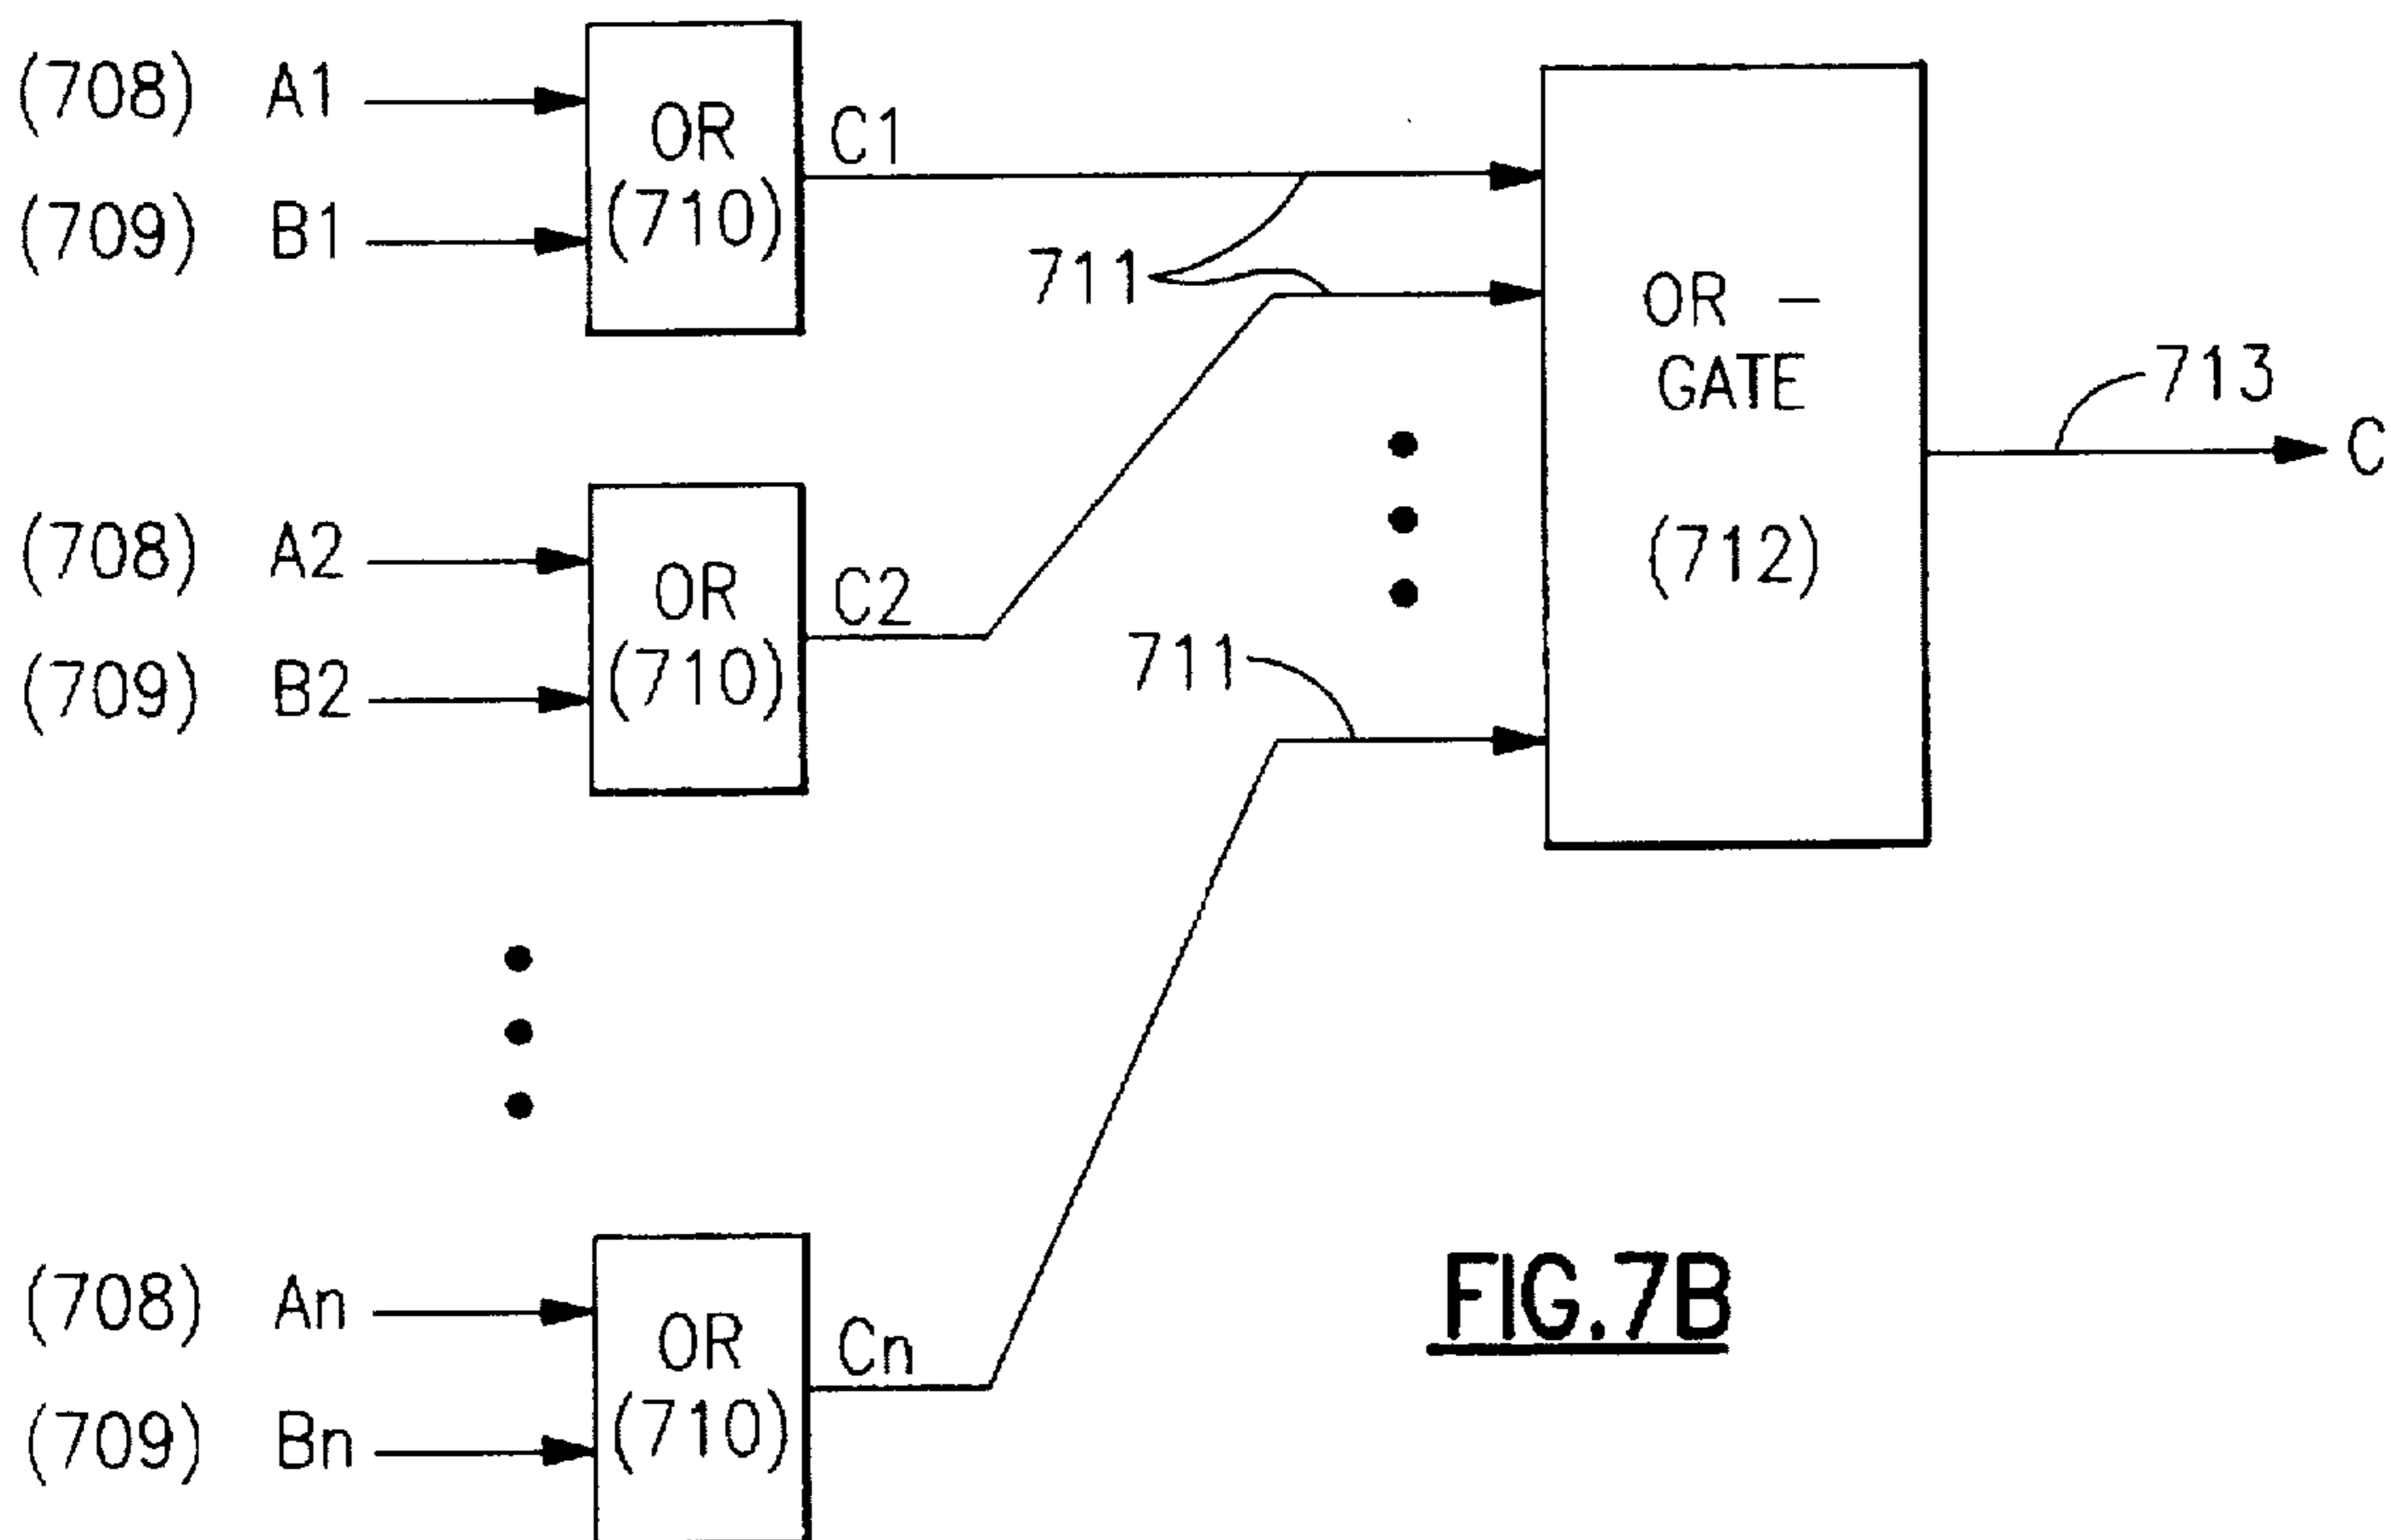 (708) A1
OR
(710)
C1
(709) B1
711
OR –
GATE
(712)
713
C
(708) A2
OR
(710)
C2
(709) B2
711
(708) An
OR
(710)
Cn
(709) Bn
FIG.7B